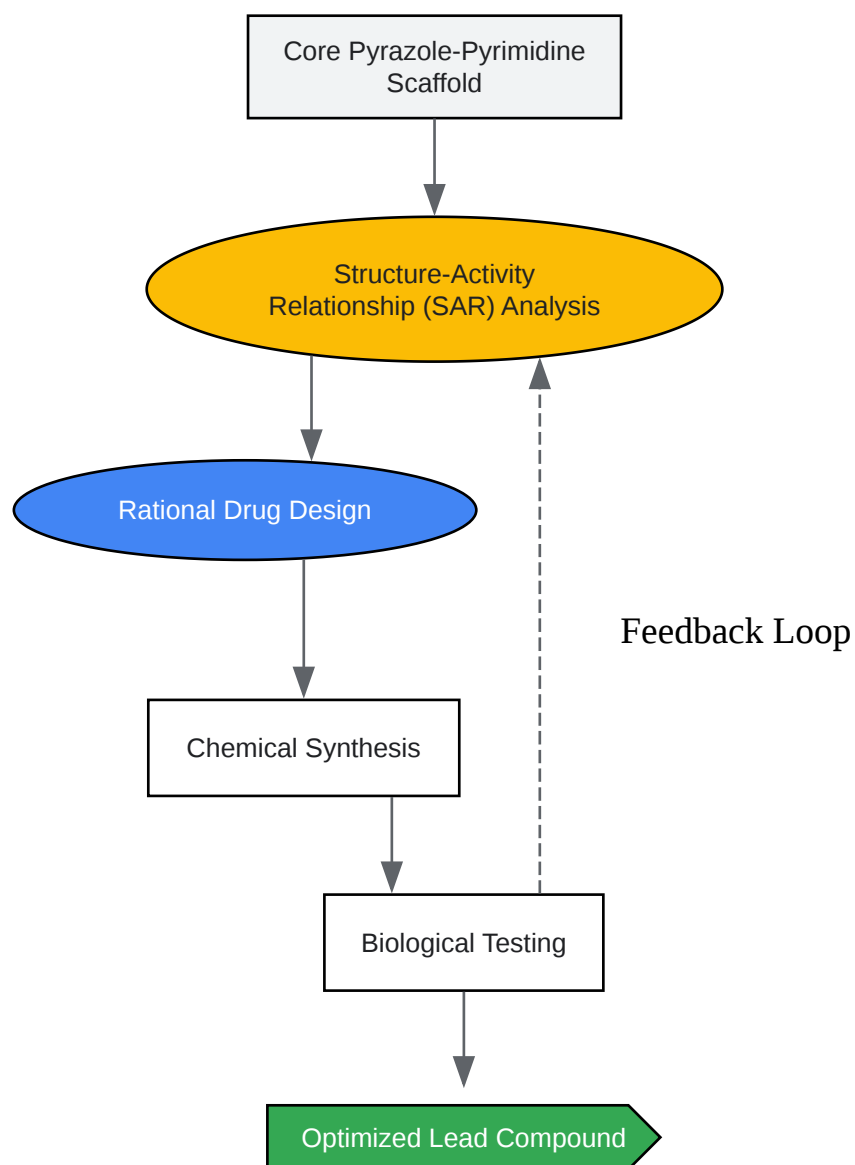 Core Pyrazole-Pyrimidine
Scaffold
Structure-Activity
Relationship (SAR) Analysis
Rational Drug Design
Feedback Loop
Chemical Synthesis
Biological Testing
Optimized Lead Compound